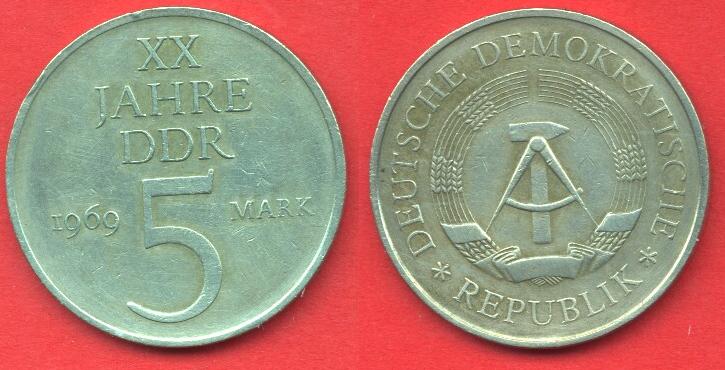 XX
JAHRE
DDR
1969 5 MARK
DEUTSCHE DEMOKRATISCHE
* REPUBLIK *